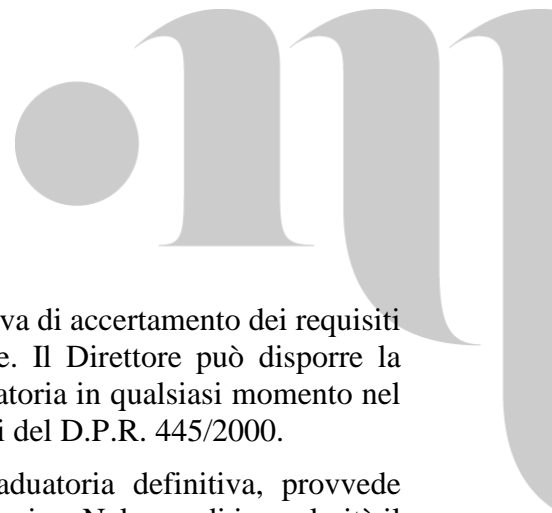 va di accertamento dei requisiti
e. Il Direttore può disporre la
atoria in qualsiasi momento nel
i del D.P.R. 445/2000.
aduatoria definitiva, provvede